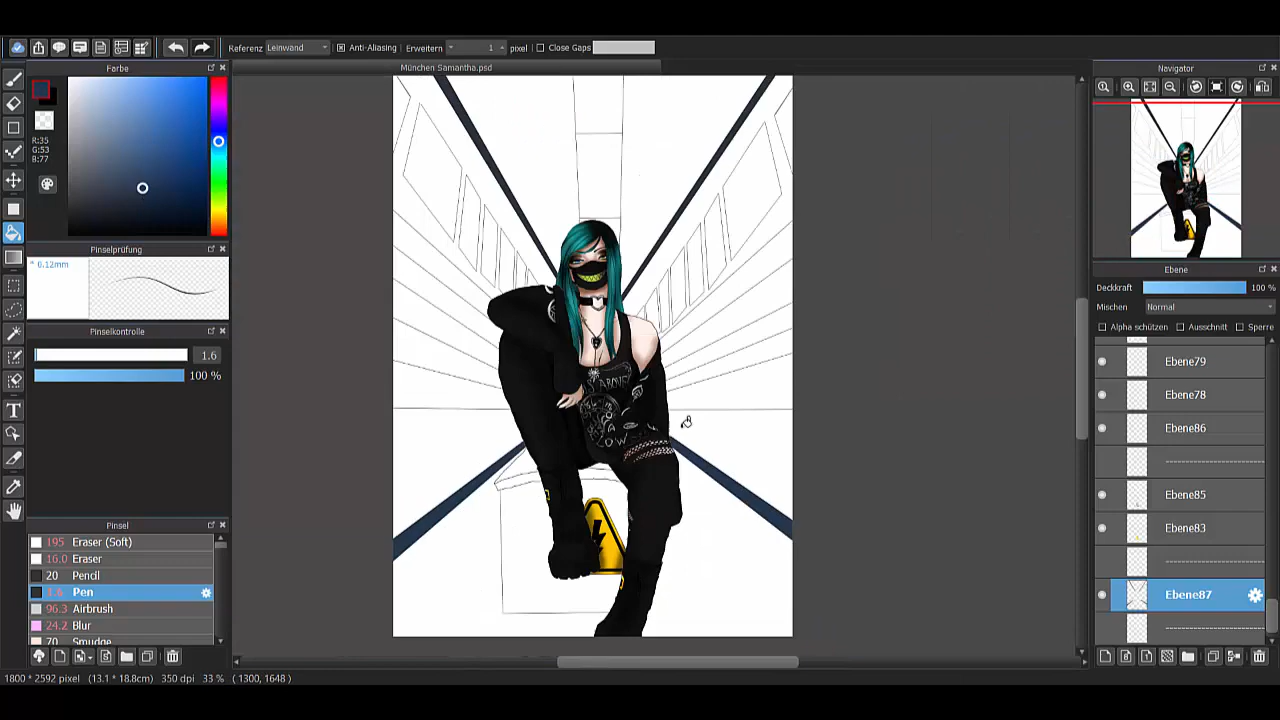 Referenz Leinwand Anti-Aliasing Erweitern 1 pixel Close Gaps
Farbe
München Samantha.psd
Navigator
R:35
G:53
B:77
Pinselprüfung
* 0.12mm
Ebene
Deckkraft 100 %
Mischen Normal
Alpha schützen Ausschnitt Sperre
Pinselkontrolle
1.6
100 %
Ebene79
Ebene78
Ebene86
Ebene85
Ebene83
Ebene87
Pinsel
195 Eraser (Soft)
16.0 Eraser
20 Pencil
1.6 Pen
96.3 Airbrush
24.2 Blur
70 Smudge
T
1800 * 2592 pixel (13.1 * 18.8cm) 350 dpi 33 % ( 1300, 1648 )